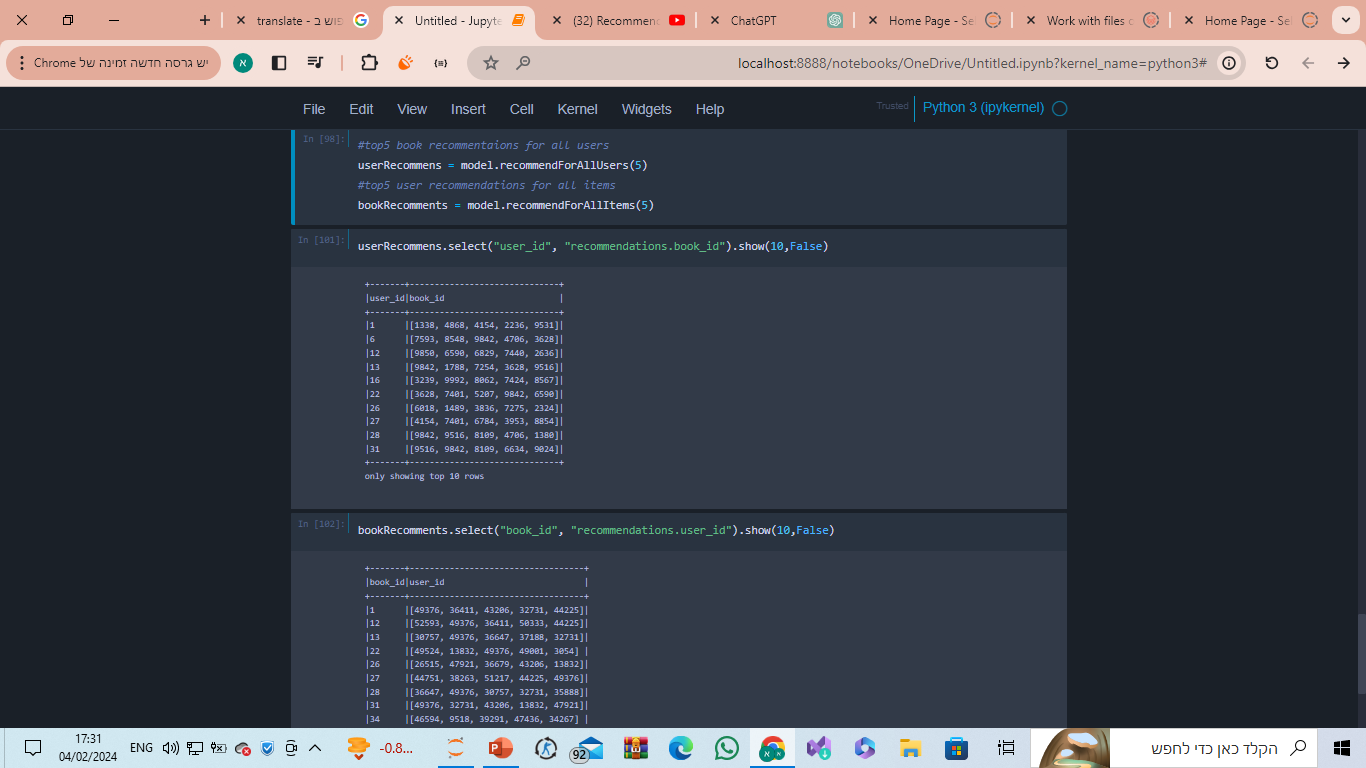 translate - פוש ב
Untitled - Jupyte
(32) Recommend
ChatGPT
Home Page - Sel
Work with files o
Home Page - Sel
יש גרסה חדשה זמינה של Chrome
א
localhost:8888/notebooks/OneDrive/Untitled.ipynb?kernel_name=python3#
File Edit View Insert Cell Kernel Widgets Help
Trusted Python 3 (ipykernel)
In [98]:
#top5 book recommentaions for all users
userRecommens = model.recommendForAllUsers(5)
#top5 user recommendations for all items
bookRecomments = model.recommendForAllItems(5)
In [101]:
userRecommens.select("user_id", "recommendations.book_id").show(10,False)
+-------+------------------------------+
|user_id|book_id                       |
+-------+------------------------------+
|1      |[1338, 4868, 4154, 2236, 9531]|
|6      |[7593, 8548, 9842, 4706, 3628]|
|12     |[9850, 6590, 6829, 7440, 2636]|
|13     |[9842, 1788, 7254, 3628, 9516]|
|16     |[3239, 9992, 8062, 7424, 8567]|
|22     |[3628, 7401, 5207, 9842, 6590]|
|26     |[6018, 1489, 3836, 7275, 2324]|
|27     |[4154, 7401, 6784, 3953, 8854]|
|28     |[9842, 9516, 8109, 4706, 1380]|
|31     |[9516, 9842, 8109, 6634, 9024]|
+-------+------------------------------+
only showing top 10 rows
In [102]:
bookRecomments.select("book_id", "recommendations.user_id").show(10,False)
+-------+-----------------------------------+
|book_id|user_id                            |
+-------+-----------------------------------+
|1      |[49376, 36411, 43206, 32731, 44225]|
|12     |[52593, 49376, 36411, 50333, 44225]|
|13     |[30757, 49376, 36647, 37188, 32731]|
|22     |[49524, 13832, 49376, 49001, 3054] |
|26     |[26515, 47921, 36679, 43206, 13832]|
|27     |[44751, 38263, 51217, 44225, 49376]|
|28     |[36647, 49376, 30757, 32731, 35888]|
|31     |[49376, 32731, 43206, 13832, 47921]|
|34     |[46594, 9518, 39291, 47436, 34267] |
17:31
04/02/2024
ENG
-0.8...
92
הקלד כאן כדי לחפש